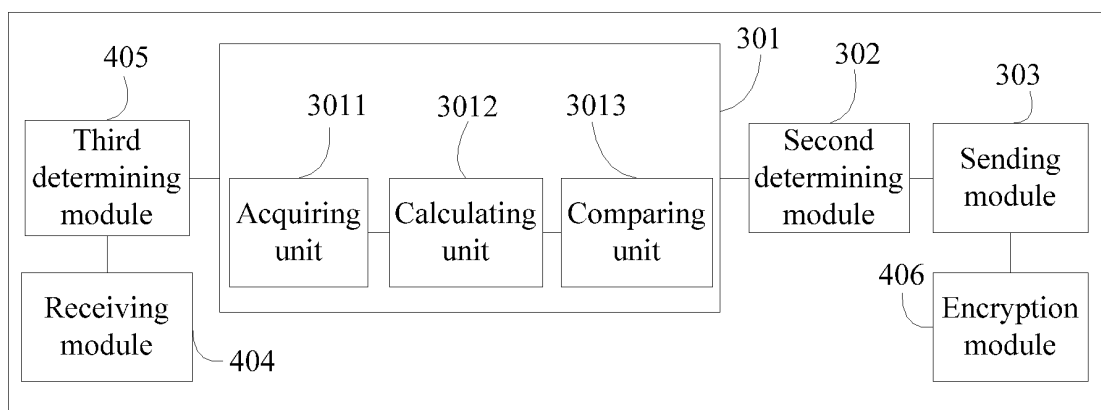 405
Third
determining
module
Receiving
module
404
301
3011
3012
3013
Acquiring
unit
Calculating
unit
Comparing
unit
302
Second
determining
module
303
Sending
module
406
Encryption
module